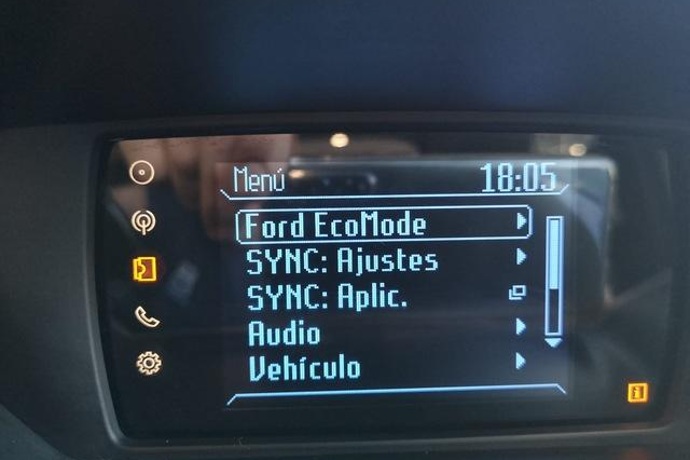 Menú 18:05
Ford EcoMode
SYNC: Ajustes
SYNC: Aplic.
Audio
Vehículo
i